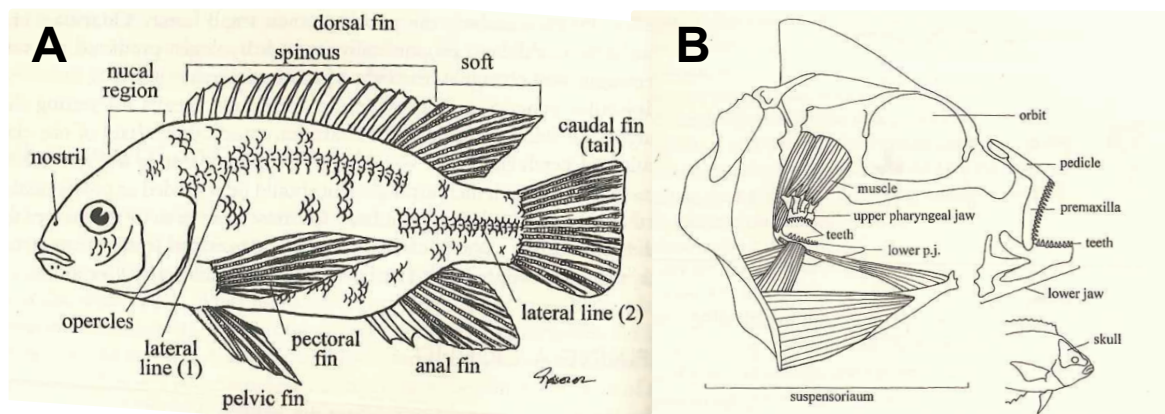 A
dorsal fin
spinous
soft
nucal
region
nostril
caudal fin
(tail)
opercles
lateral
line (1)
pectoral
fin
pelvic fin
anal fin
lateral line (2)
B
orbit
pedicle
muscle
premaxilla
upper pharyngeal jaw
teeth
teeth
lower p.j.
lower jaw
skull
suspensoriaum